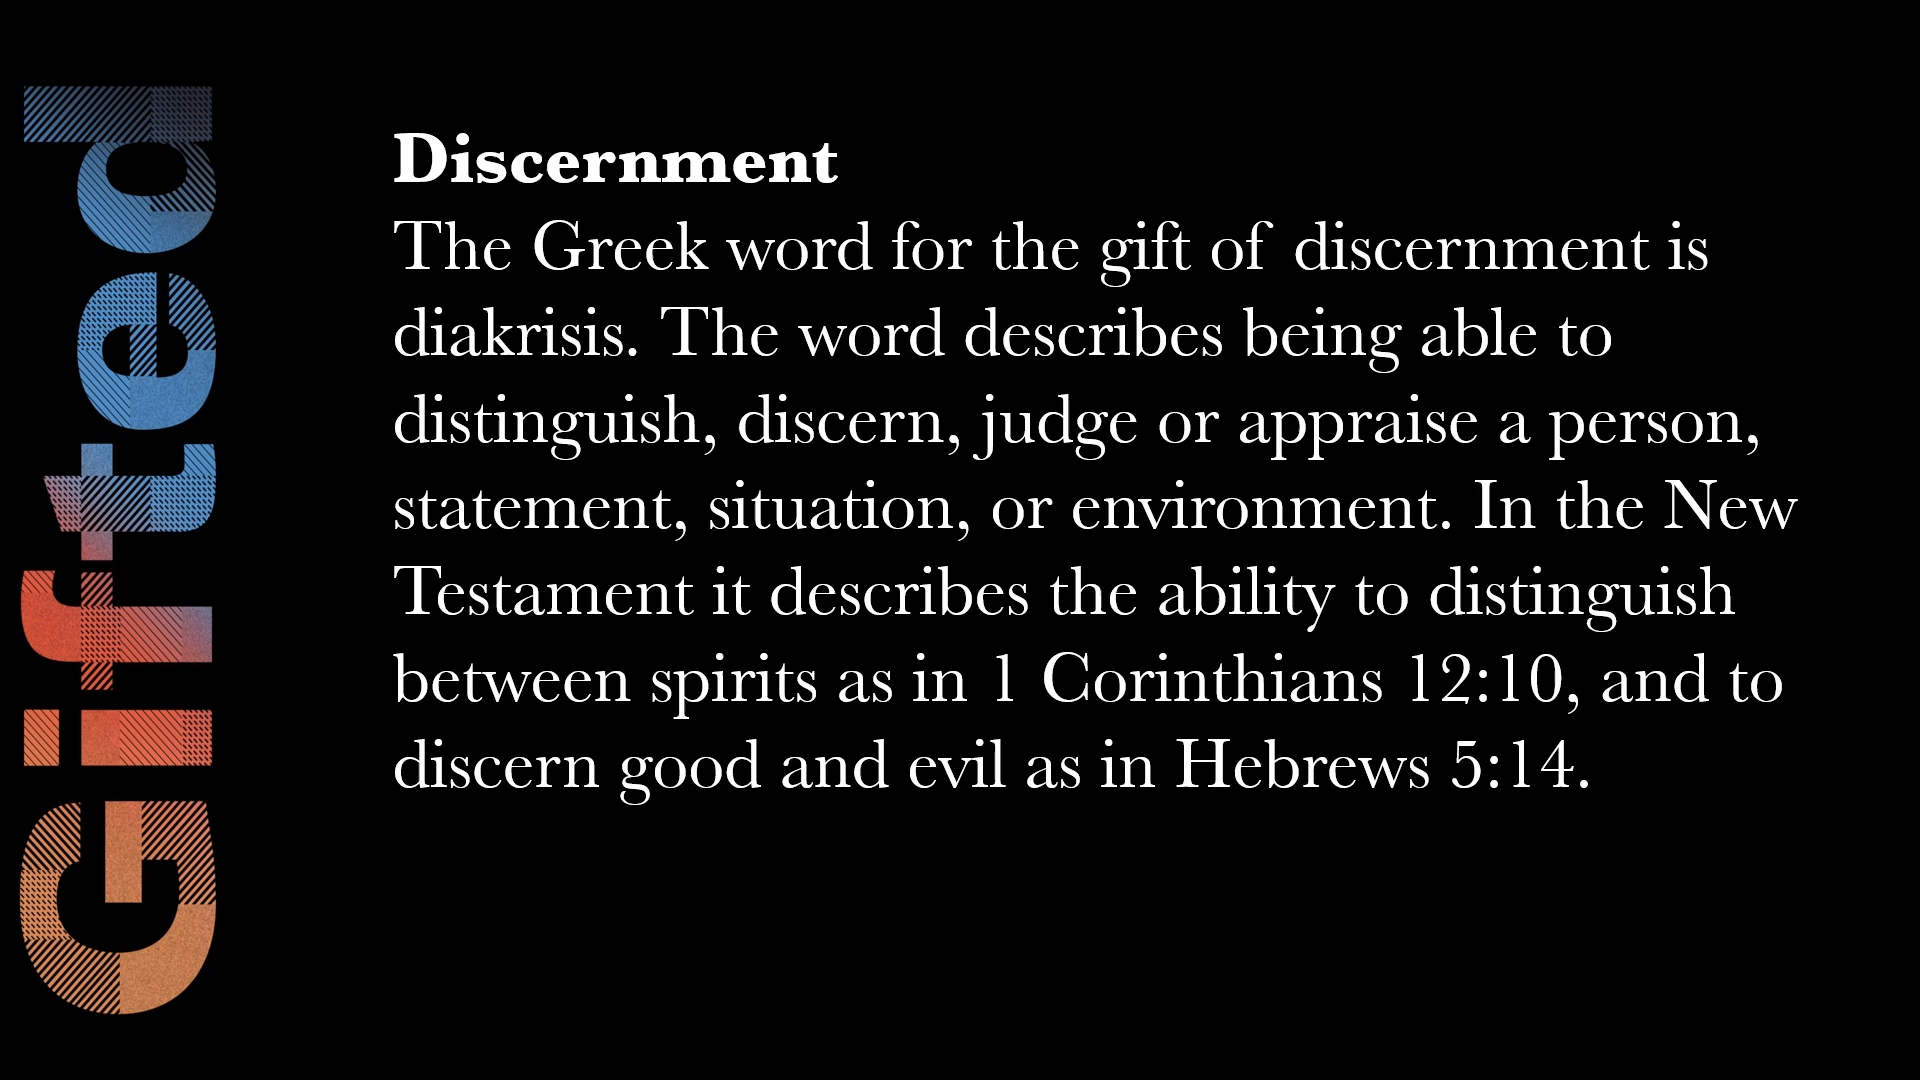 Gifted
Discernment
The Greek word for the gift of discernment is
diakrisis. The word describes being able to
distinguish, discern, judge or appraise a person,
statement, situation, or environment. In the New
Testament it describes the ability to distinguish
between spirits as in 1 Corinthians 12:10, and to
discern good and evil as in Hebrews 5:14.